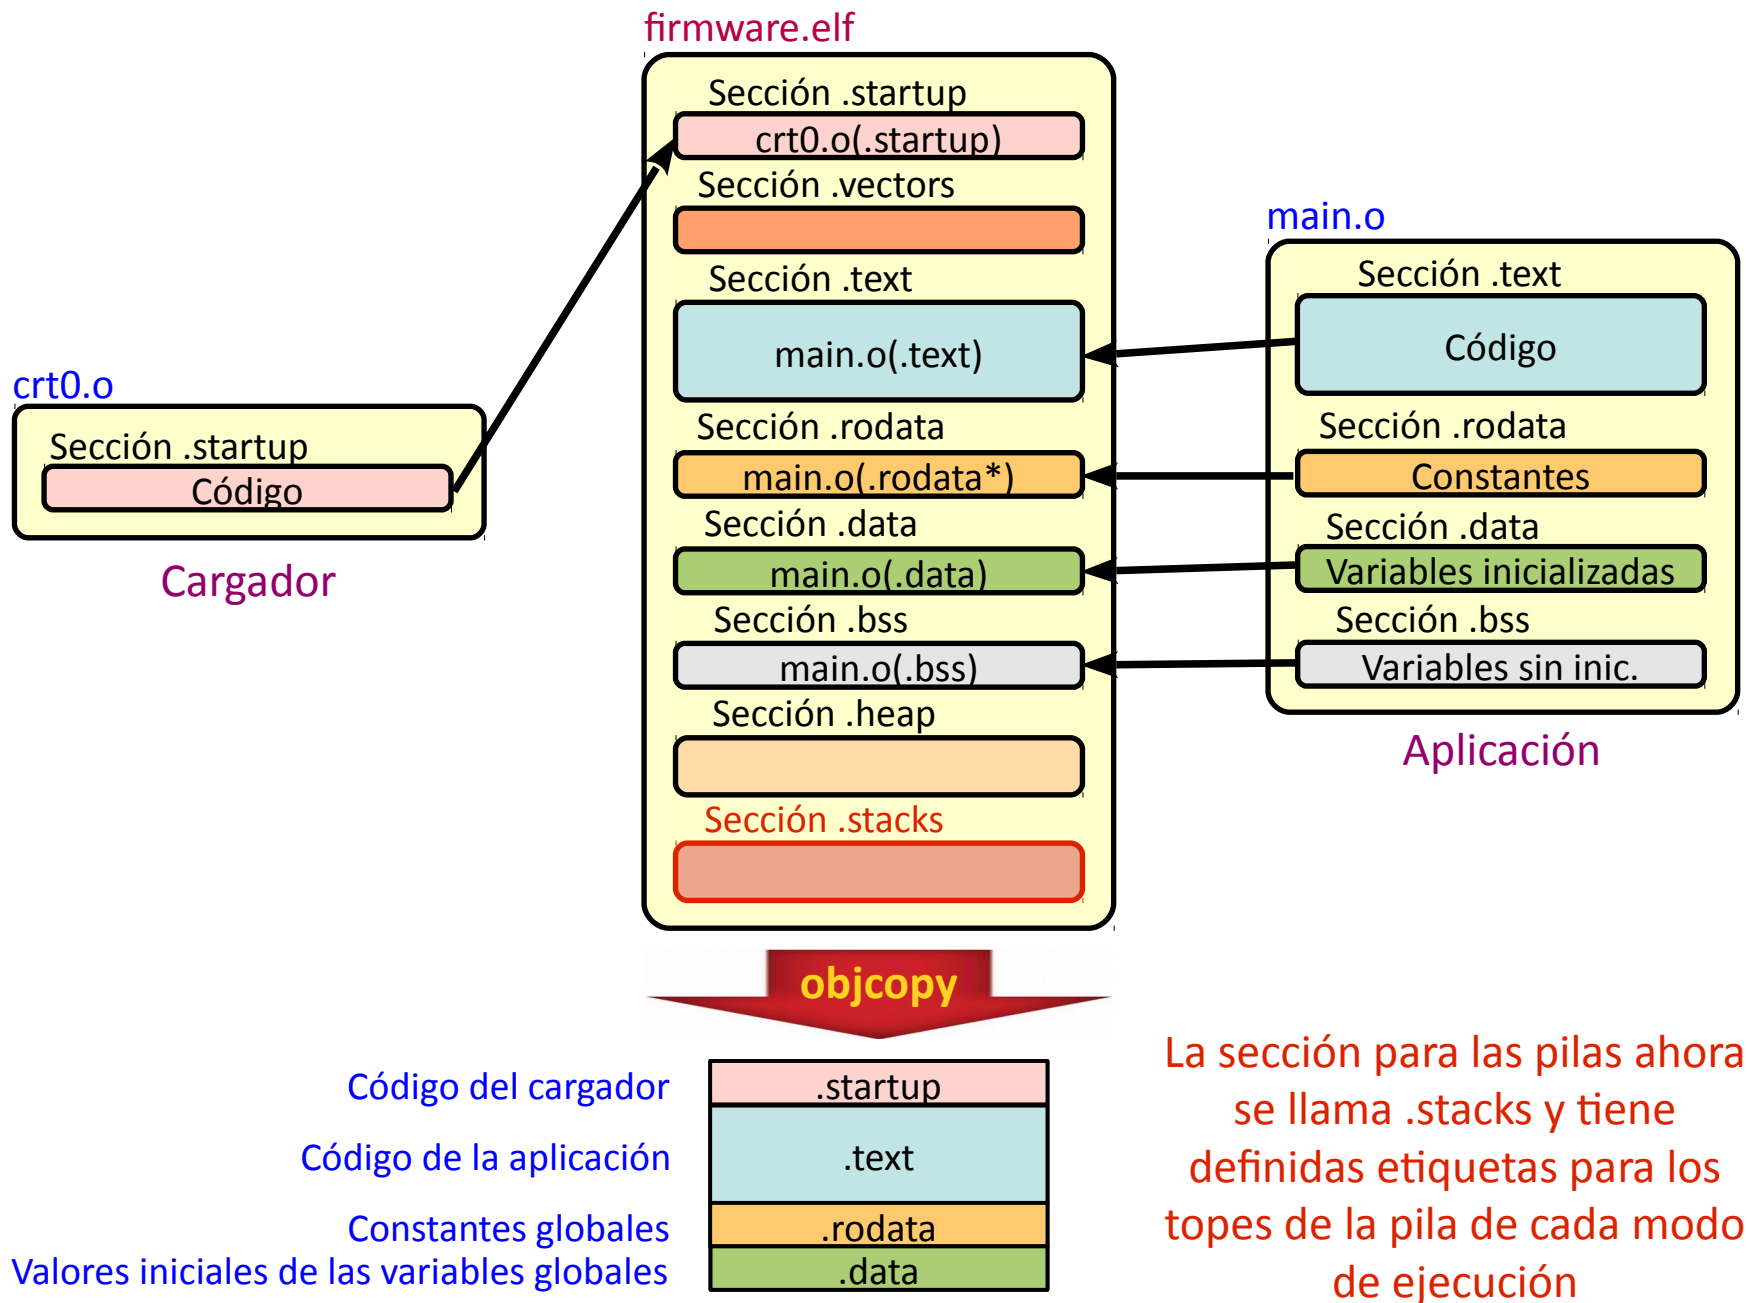 firmware.elf
Sección .startup
crt0.o(.startup)
Sección .vectors
Sección .text
main.o(.text)
Sección .rodata
main.o(.rodata*)
Sección .data
main.o(.data)
Sección .bss
main.o(.bss)
Sección .heap
Sección .stacks
crt0.o
Sección .startup
Código
Cargador
main.o
Sección .text
Código
Sección .rodata
Constantes
Sección .data
Variables inicializadas
Sección .bss
Variables sin inic.
Aplicación
objcopy
Código del cargador
.startup
Código de la aplicación
.text
Constantes globales
.rodata
Valores iniciales de las variables globales
.data
La sección para las pilas ahora
se llama .stacks y tiene
definidas etiquetas para los
topes de la pila de cada modo
de ejecución